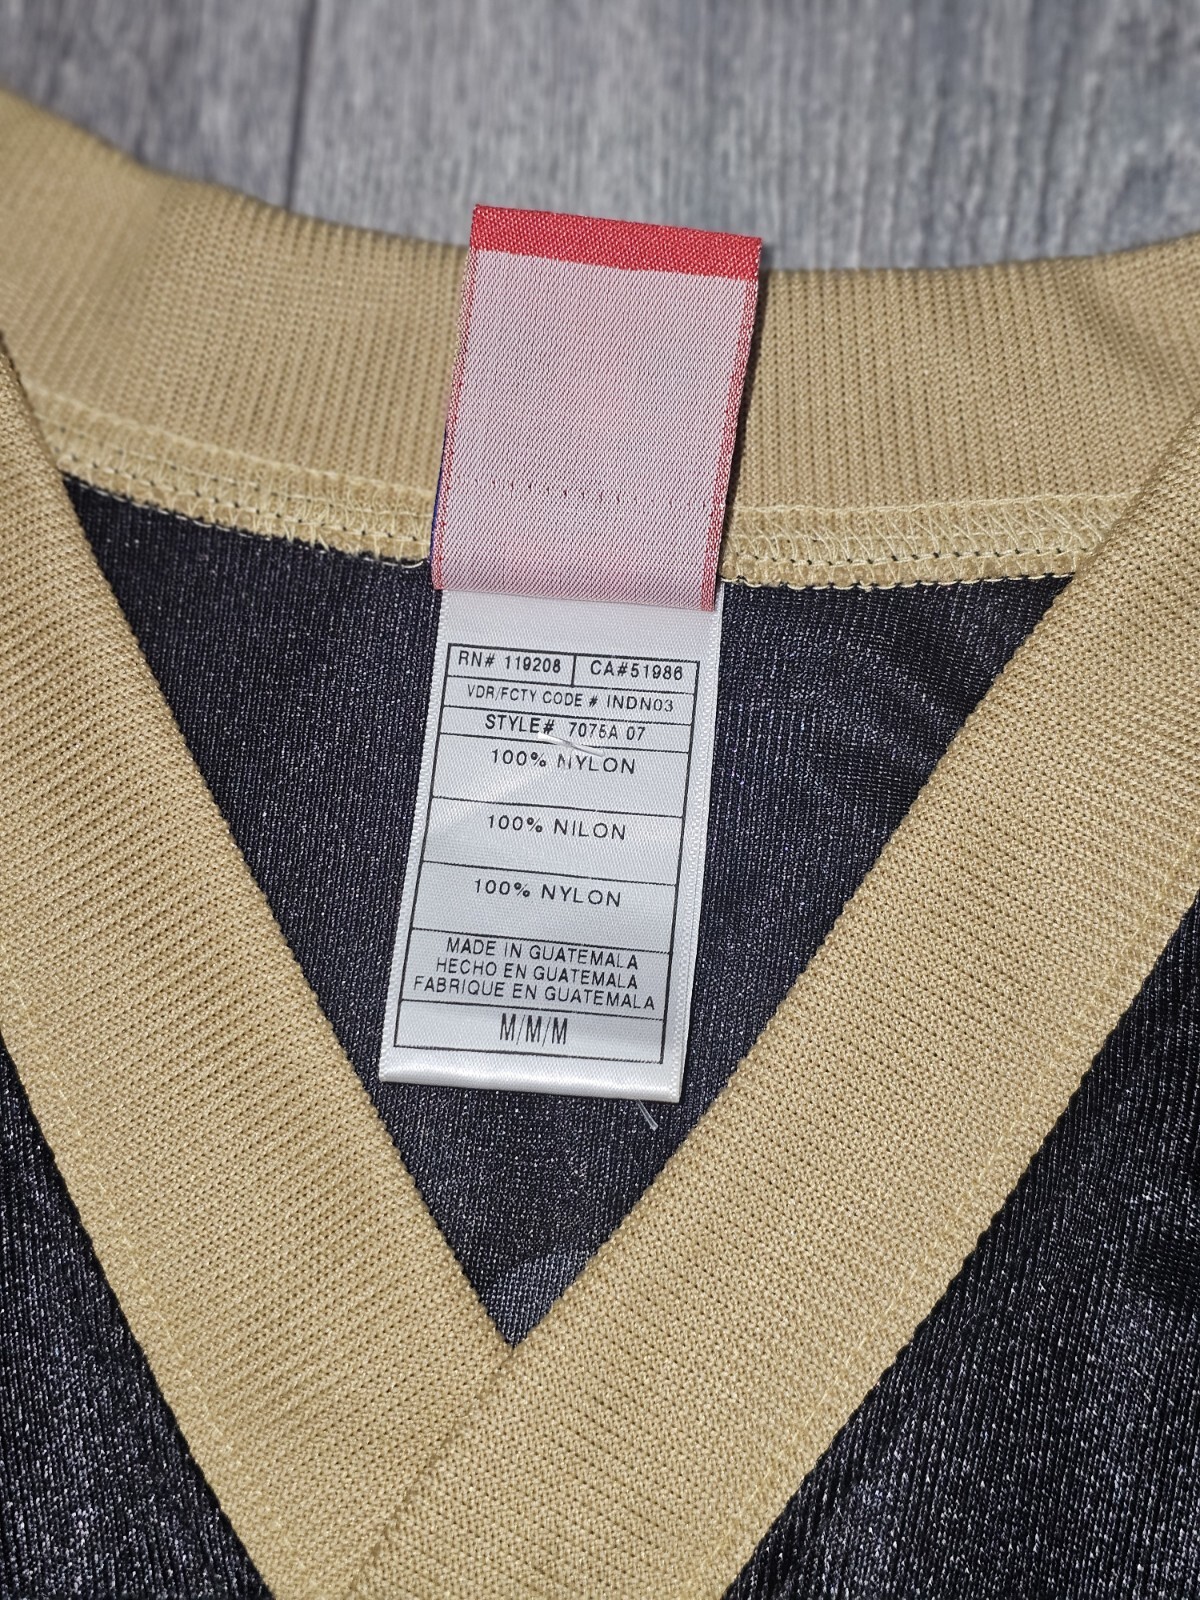 RN# 119208 CA#51986
VDR/FCTY CODE # INDN03
STYLE# 7075A 07
100% NYLON
100% NILON
100% NYLON
MADE IN GUATEMALA
HECHO EN GUATEMALA
FABRIQUE EN GUATEMALA
M/M/M